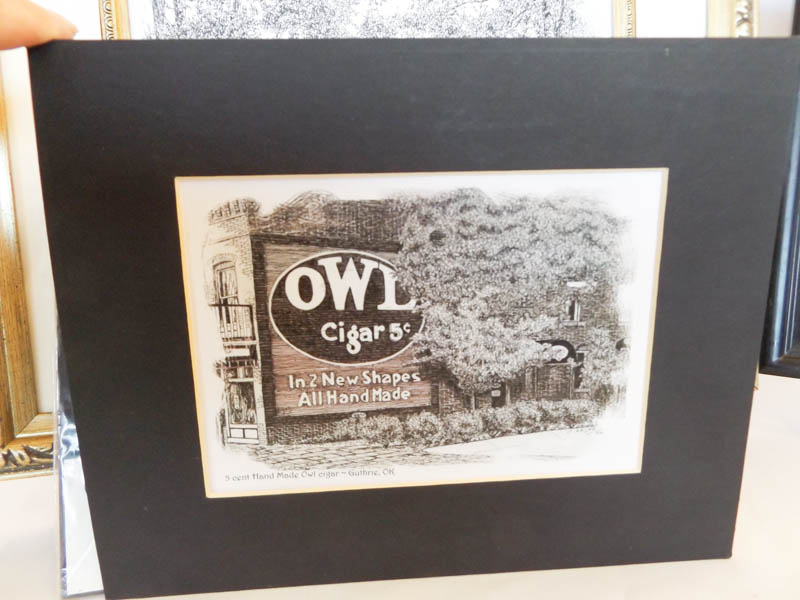 OWL
Cigar 5¢
In 2 New Shapes
All Hand Made
5 cent Hand Made Owl cigar ~ Guthrie, OK